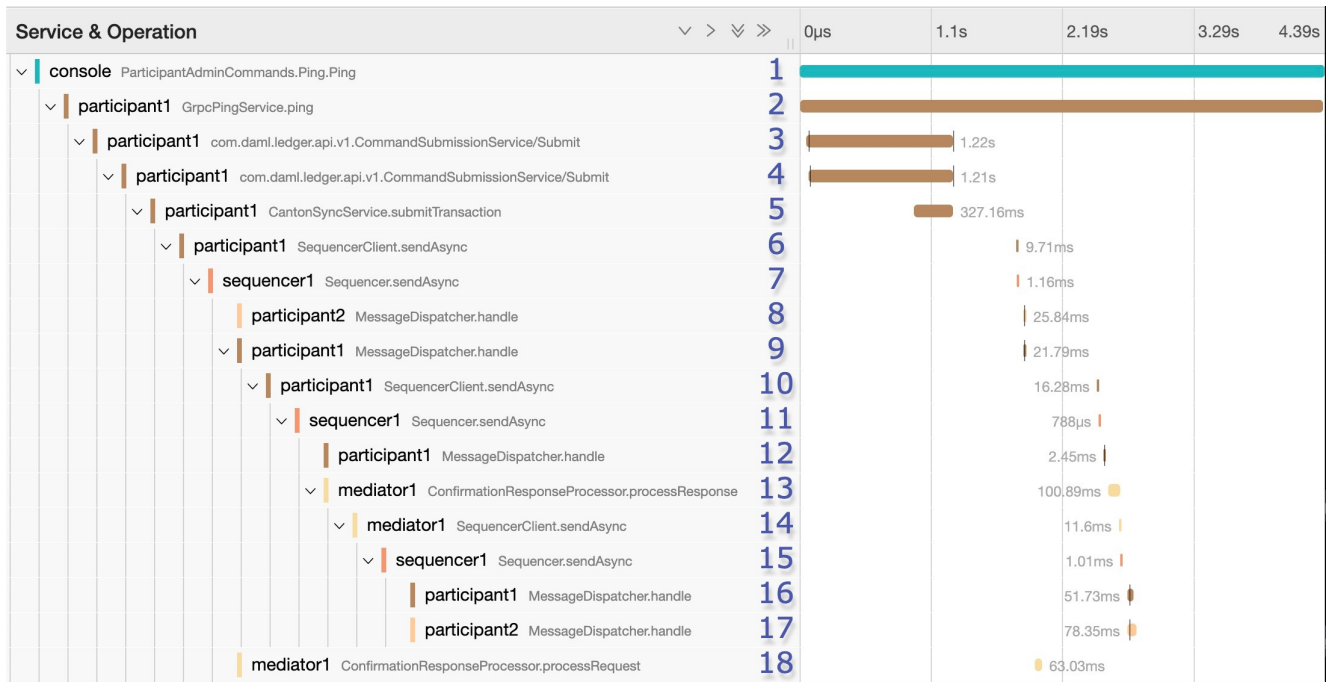 Service & Operation 0μs 1.1s 2.19s 3.29s 4.39s
console ParticipantAdminCommands.Ping.Ping 1
participant1 GrpcPingService.ping 2
participant1 com.daml.ledger.api.v1.CommandSubmissionService/Submit 3 1.22s
participant1 com.daml.ledger.api.v1.CommandSubmissionService/Submit 4 1.21s
participant1 CantonSyncService.submitTransaction 5 327.16ms
participant1 SequencerClient.sendAsync 6 9.71ms
sequencer1 Sequencer.sendAsync 7 1.16ms
participant2 MessageDispatcher.handle 8 25.84ms
participant1 MessageDispatcher.handle 9 21.79ms
participant1 SequencerClient.sendAsync 10 16.28ms
sequencer1 Sequencer.sendAsync 11 788μs
participant1 MessageDispatcher.handle 12 2.45ms
mediator1 ConfirmationResponseProcessor.processResponse 13 100.89ms
mediator1 SequencerClient.sendAsync 14 11.6ms
sequencer1 Sequencer.sendAsync 15 1.01ms
participant1 MessageDispatcher.handle 16 51.73ms
participant2 MessageDispatcher.handle 17 78.35ms
mediator1 ConfirmationResponseProcessor.processRequest 18 63.03ms